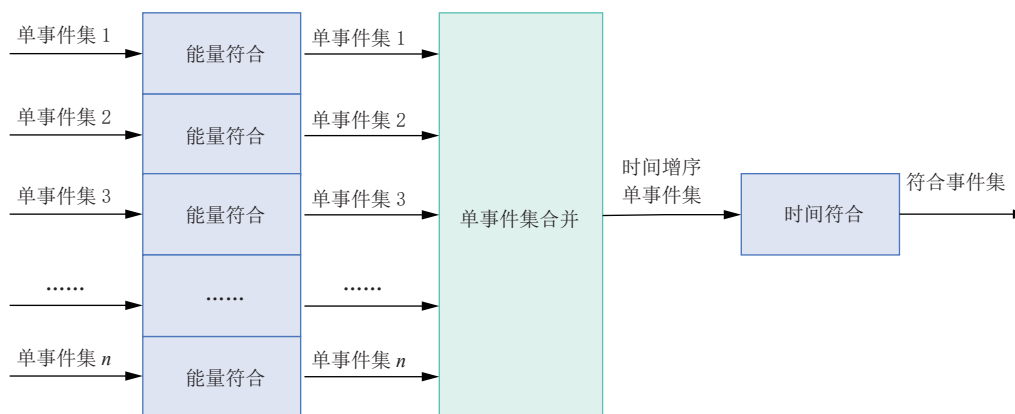 单事件集 1
能量符合
单事件集 1
单事件集 2
能量符合
单事件集 2
单事件集 3
能量符合
单事件集 3
……
……
……
单事件集 n
能量符合
单事件集 n
单事件集合并
时间增序
单事件集
时间符合
符合事件集